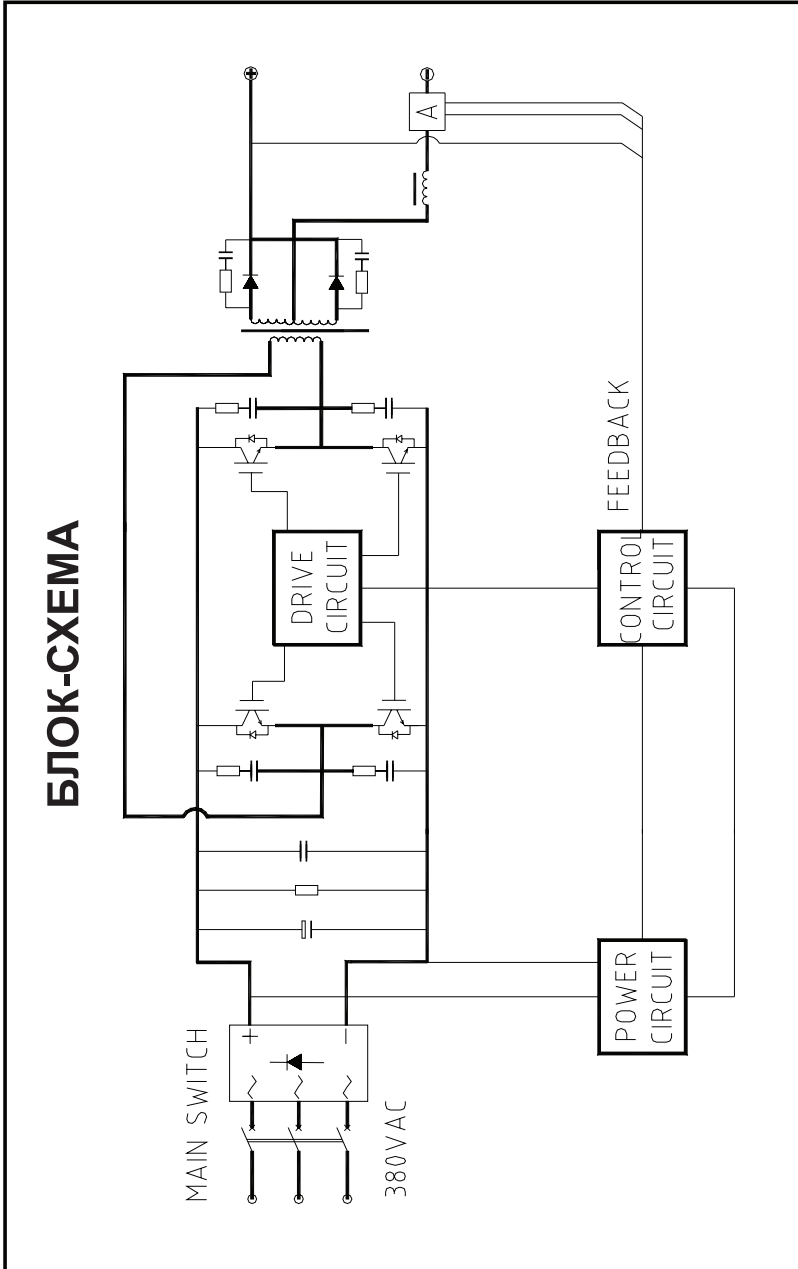 БЛОК-СХЕМА
MAIN SWITCH
380VAC
+
−
DRIVE
CIRCUIT
A
FEEDBACK
CONTROL
CIRCUIT
POWER
CIRCUIT
+
−